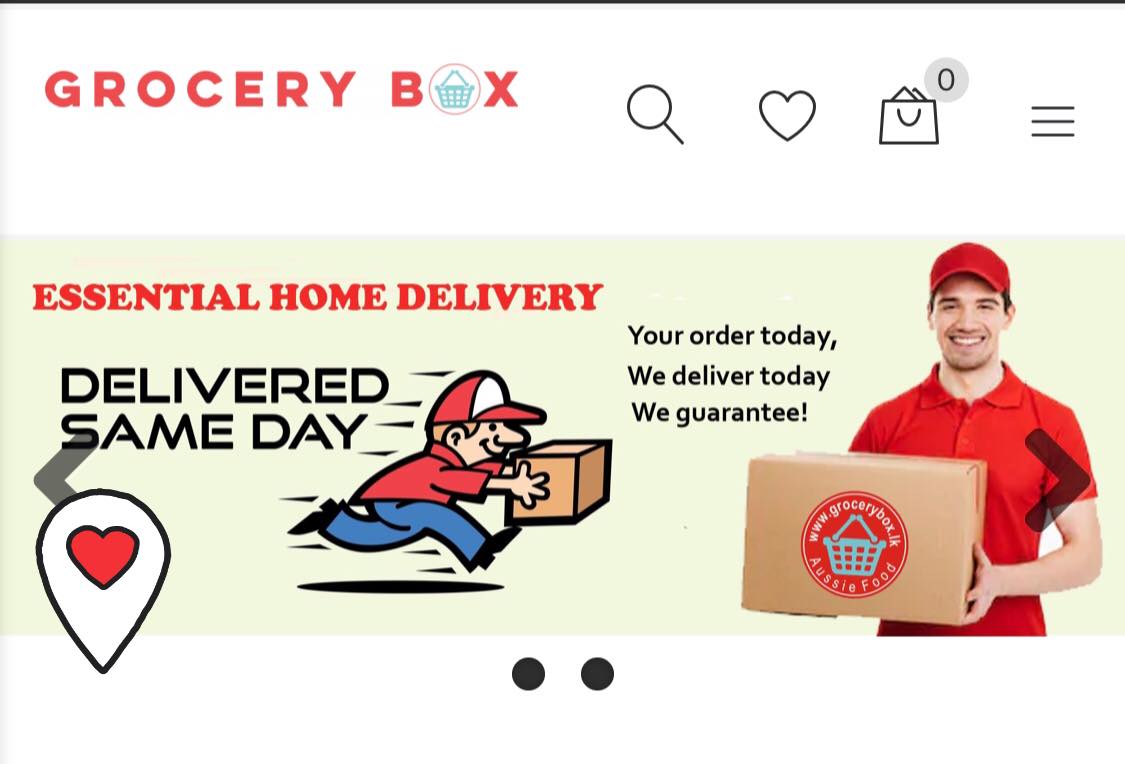 GROCERY BOX
0
ESSENTIAL HOME DELIVERY
DELIVERED
SAME DAY
Your order today,
We deliver today
We guarantee!
www.grocerybox.lk
Aussie Food